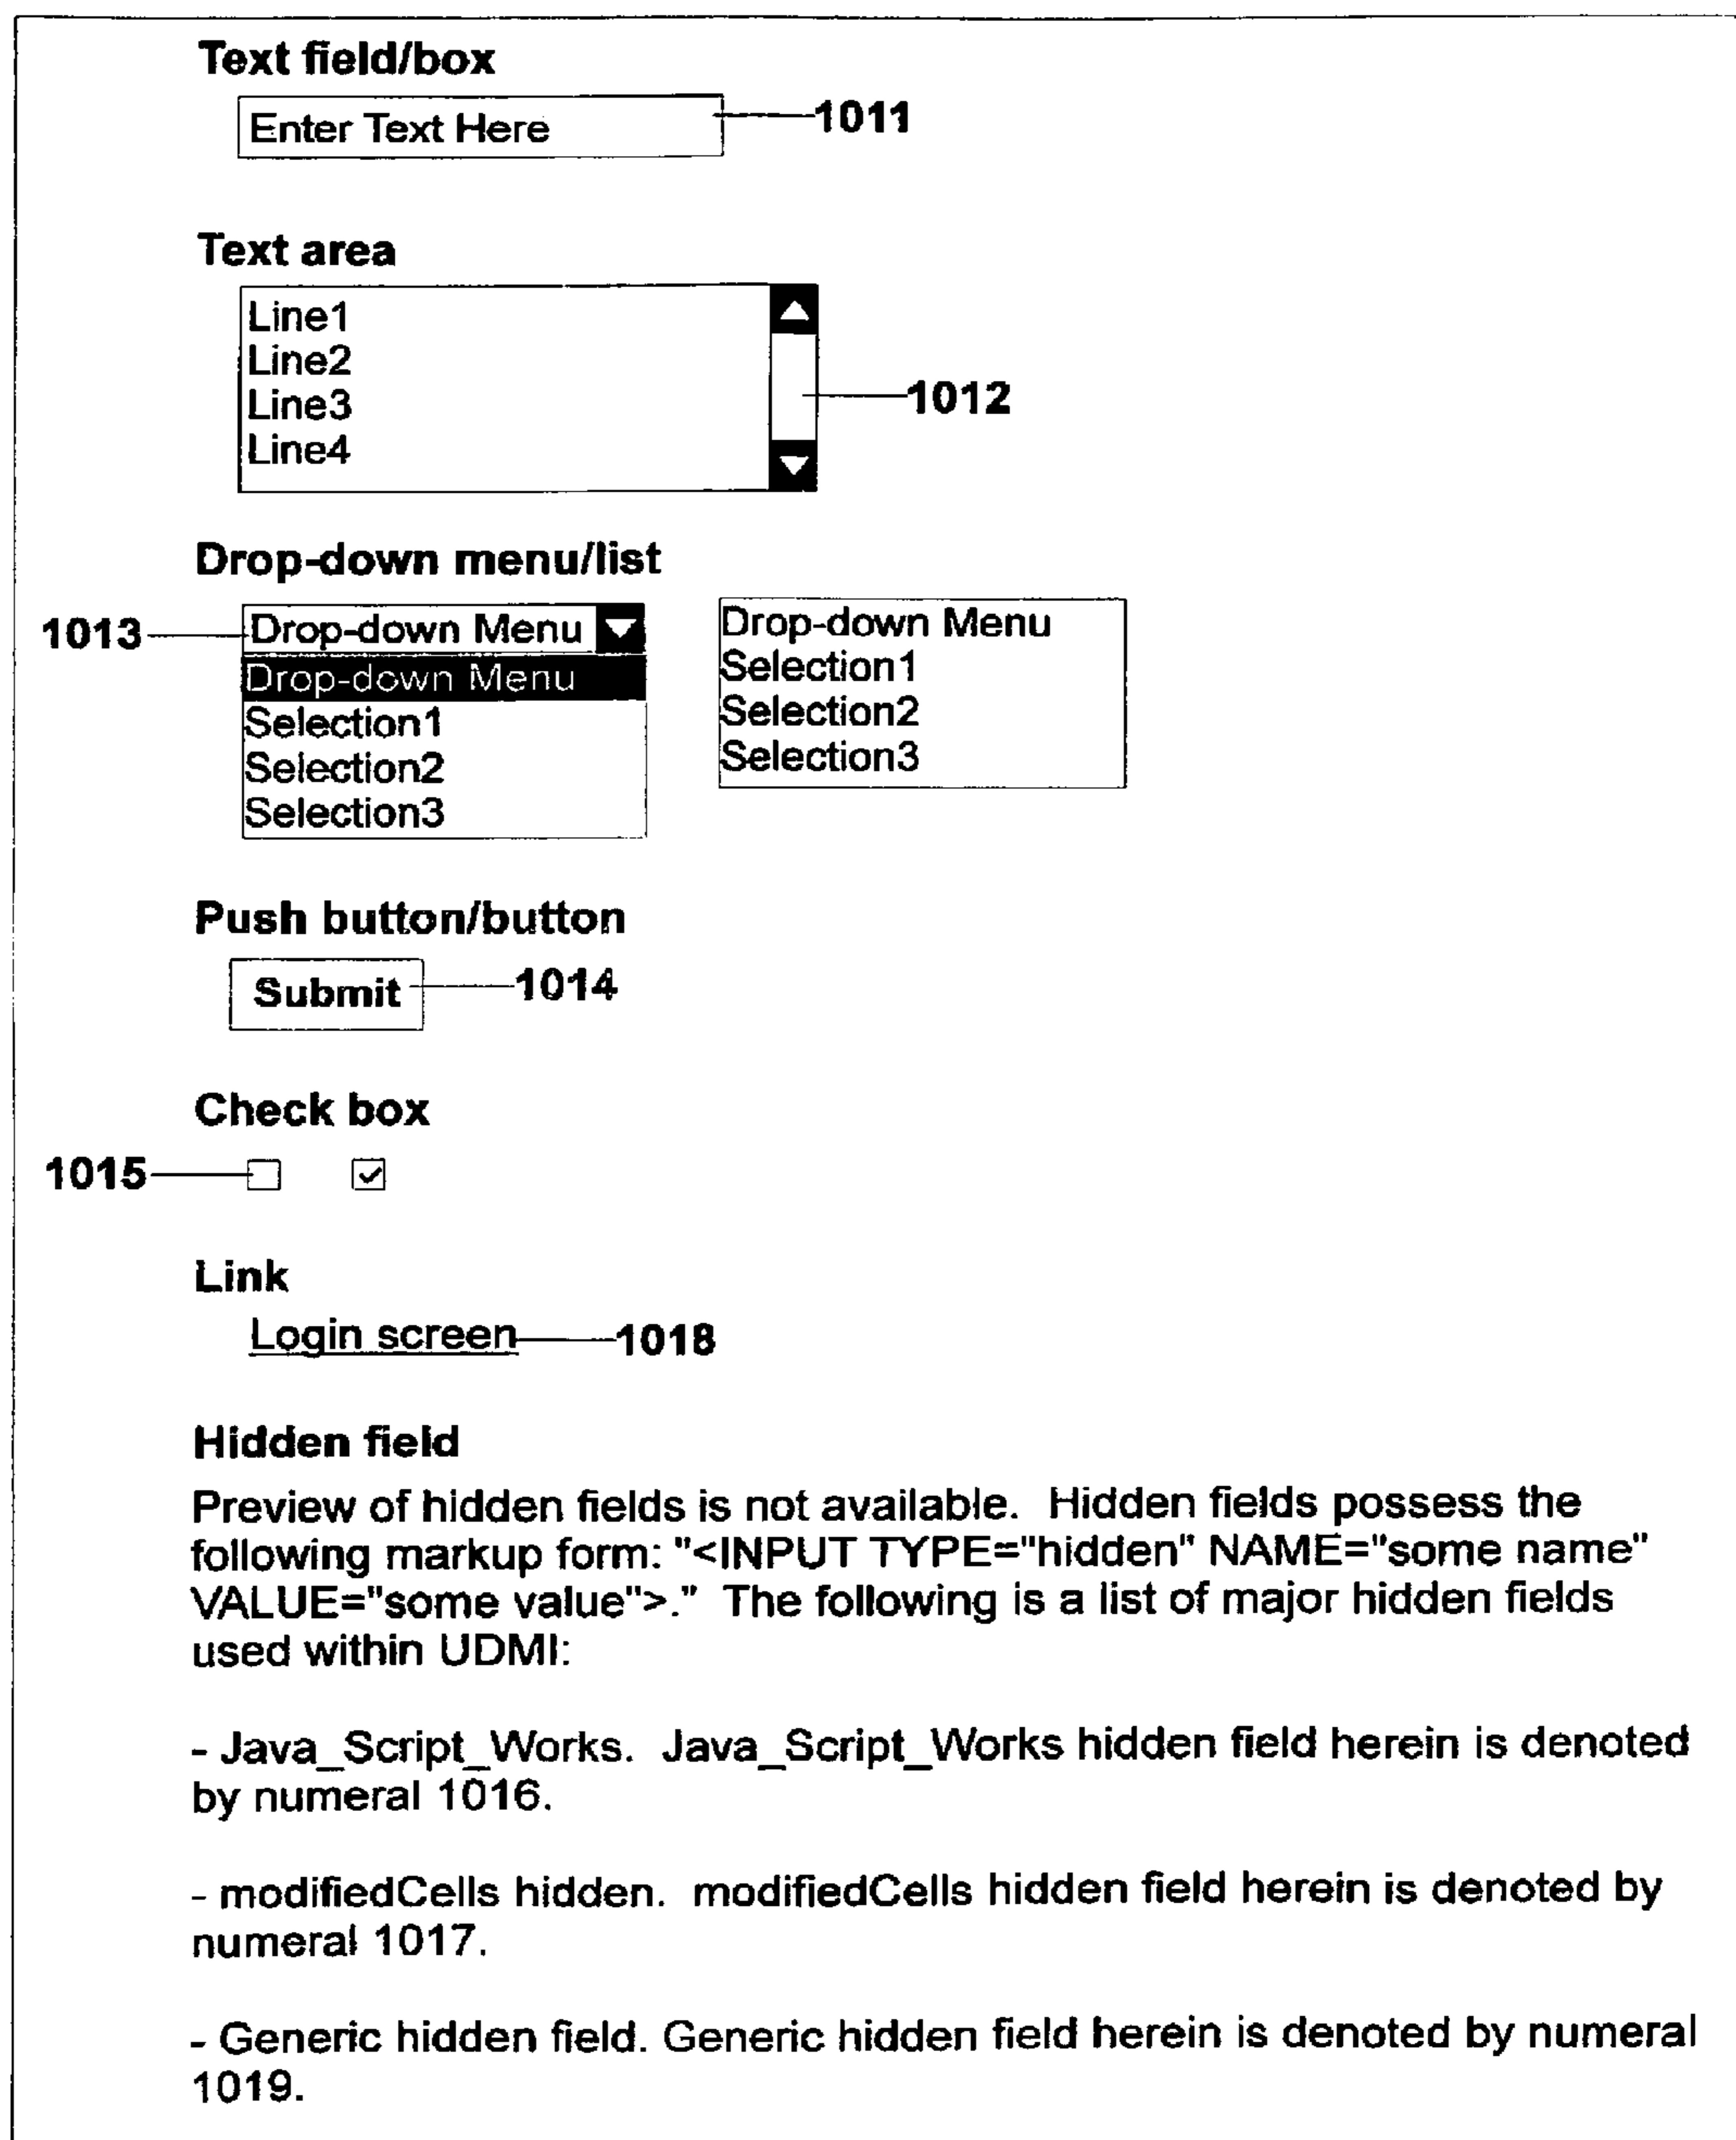 Text field/box
Enter Text Here
1011
Text area
Line1
Line2
Line3
Line4
1012
Drop-down menu/list
1013
Drop-down Menu
Drop-down Menu
Selection1
Selection2
Selection3
Drop-down Menu
Selection1
Selection2
Selection3
Push button/button
Submit
1014
Check box
1015
Link
Login screen
1018
Hidden field
Preview of hidden fields is not available.  Hidden fields possess the
following markup form: "<INPUT TYPE="hidden" NAME="some name"
VALUE="some value">."  The following is a list of major hidden fields
used within UDMI:
- Java_Script_Works.  Java_Script_Works hidden field herein is denoted
by numeral 1016.
- modifiedCells hidden.  modifiedCells hidden field herein is denoted by
numeral 1017.
- Generic hidden field. Generic hidden field herein is denoted by numeral
1019.